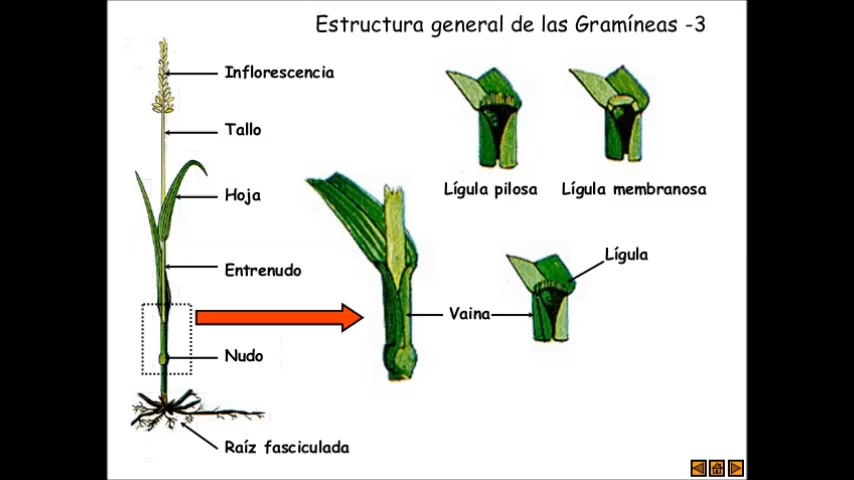 Estructura general de las Gramíneas -3
Inflorescencia
Tallo
Hoja
Entrenudo
Nudo
Raíz fasciculada
Lígula pilosa
Lígula membranosa
Lígula
Vaina